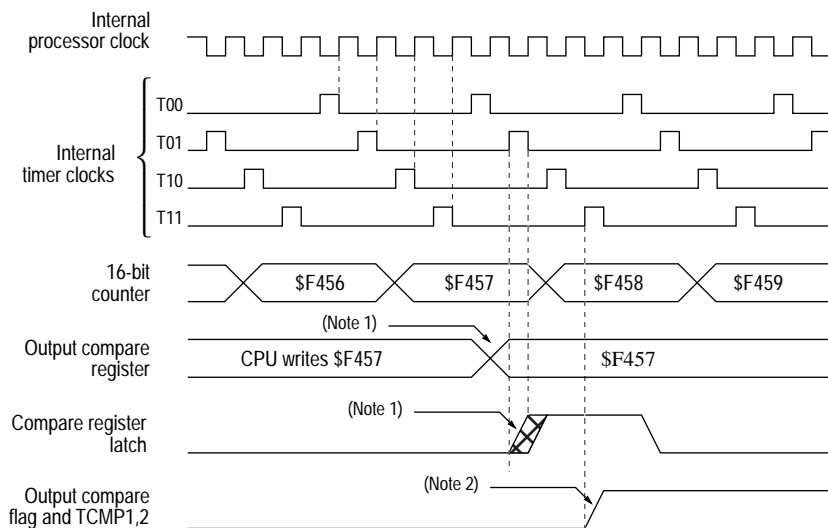 Internal
processor clock
T00
T01
Internal
timer clocks
T10
T11
16-bit
counter
$F456
$F457
$F458
$F459
(Note 1)
Output compare
register
CPU writes $F457
$F457
(Note 1)
Compare register
latch
(Note 2)
Output compare
flag and TCMP1,2